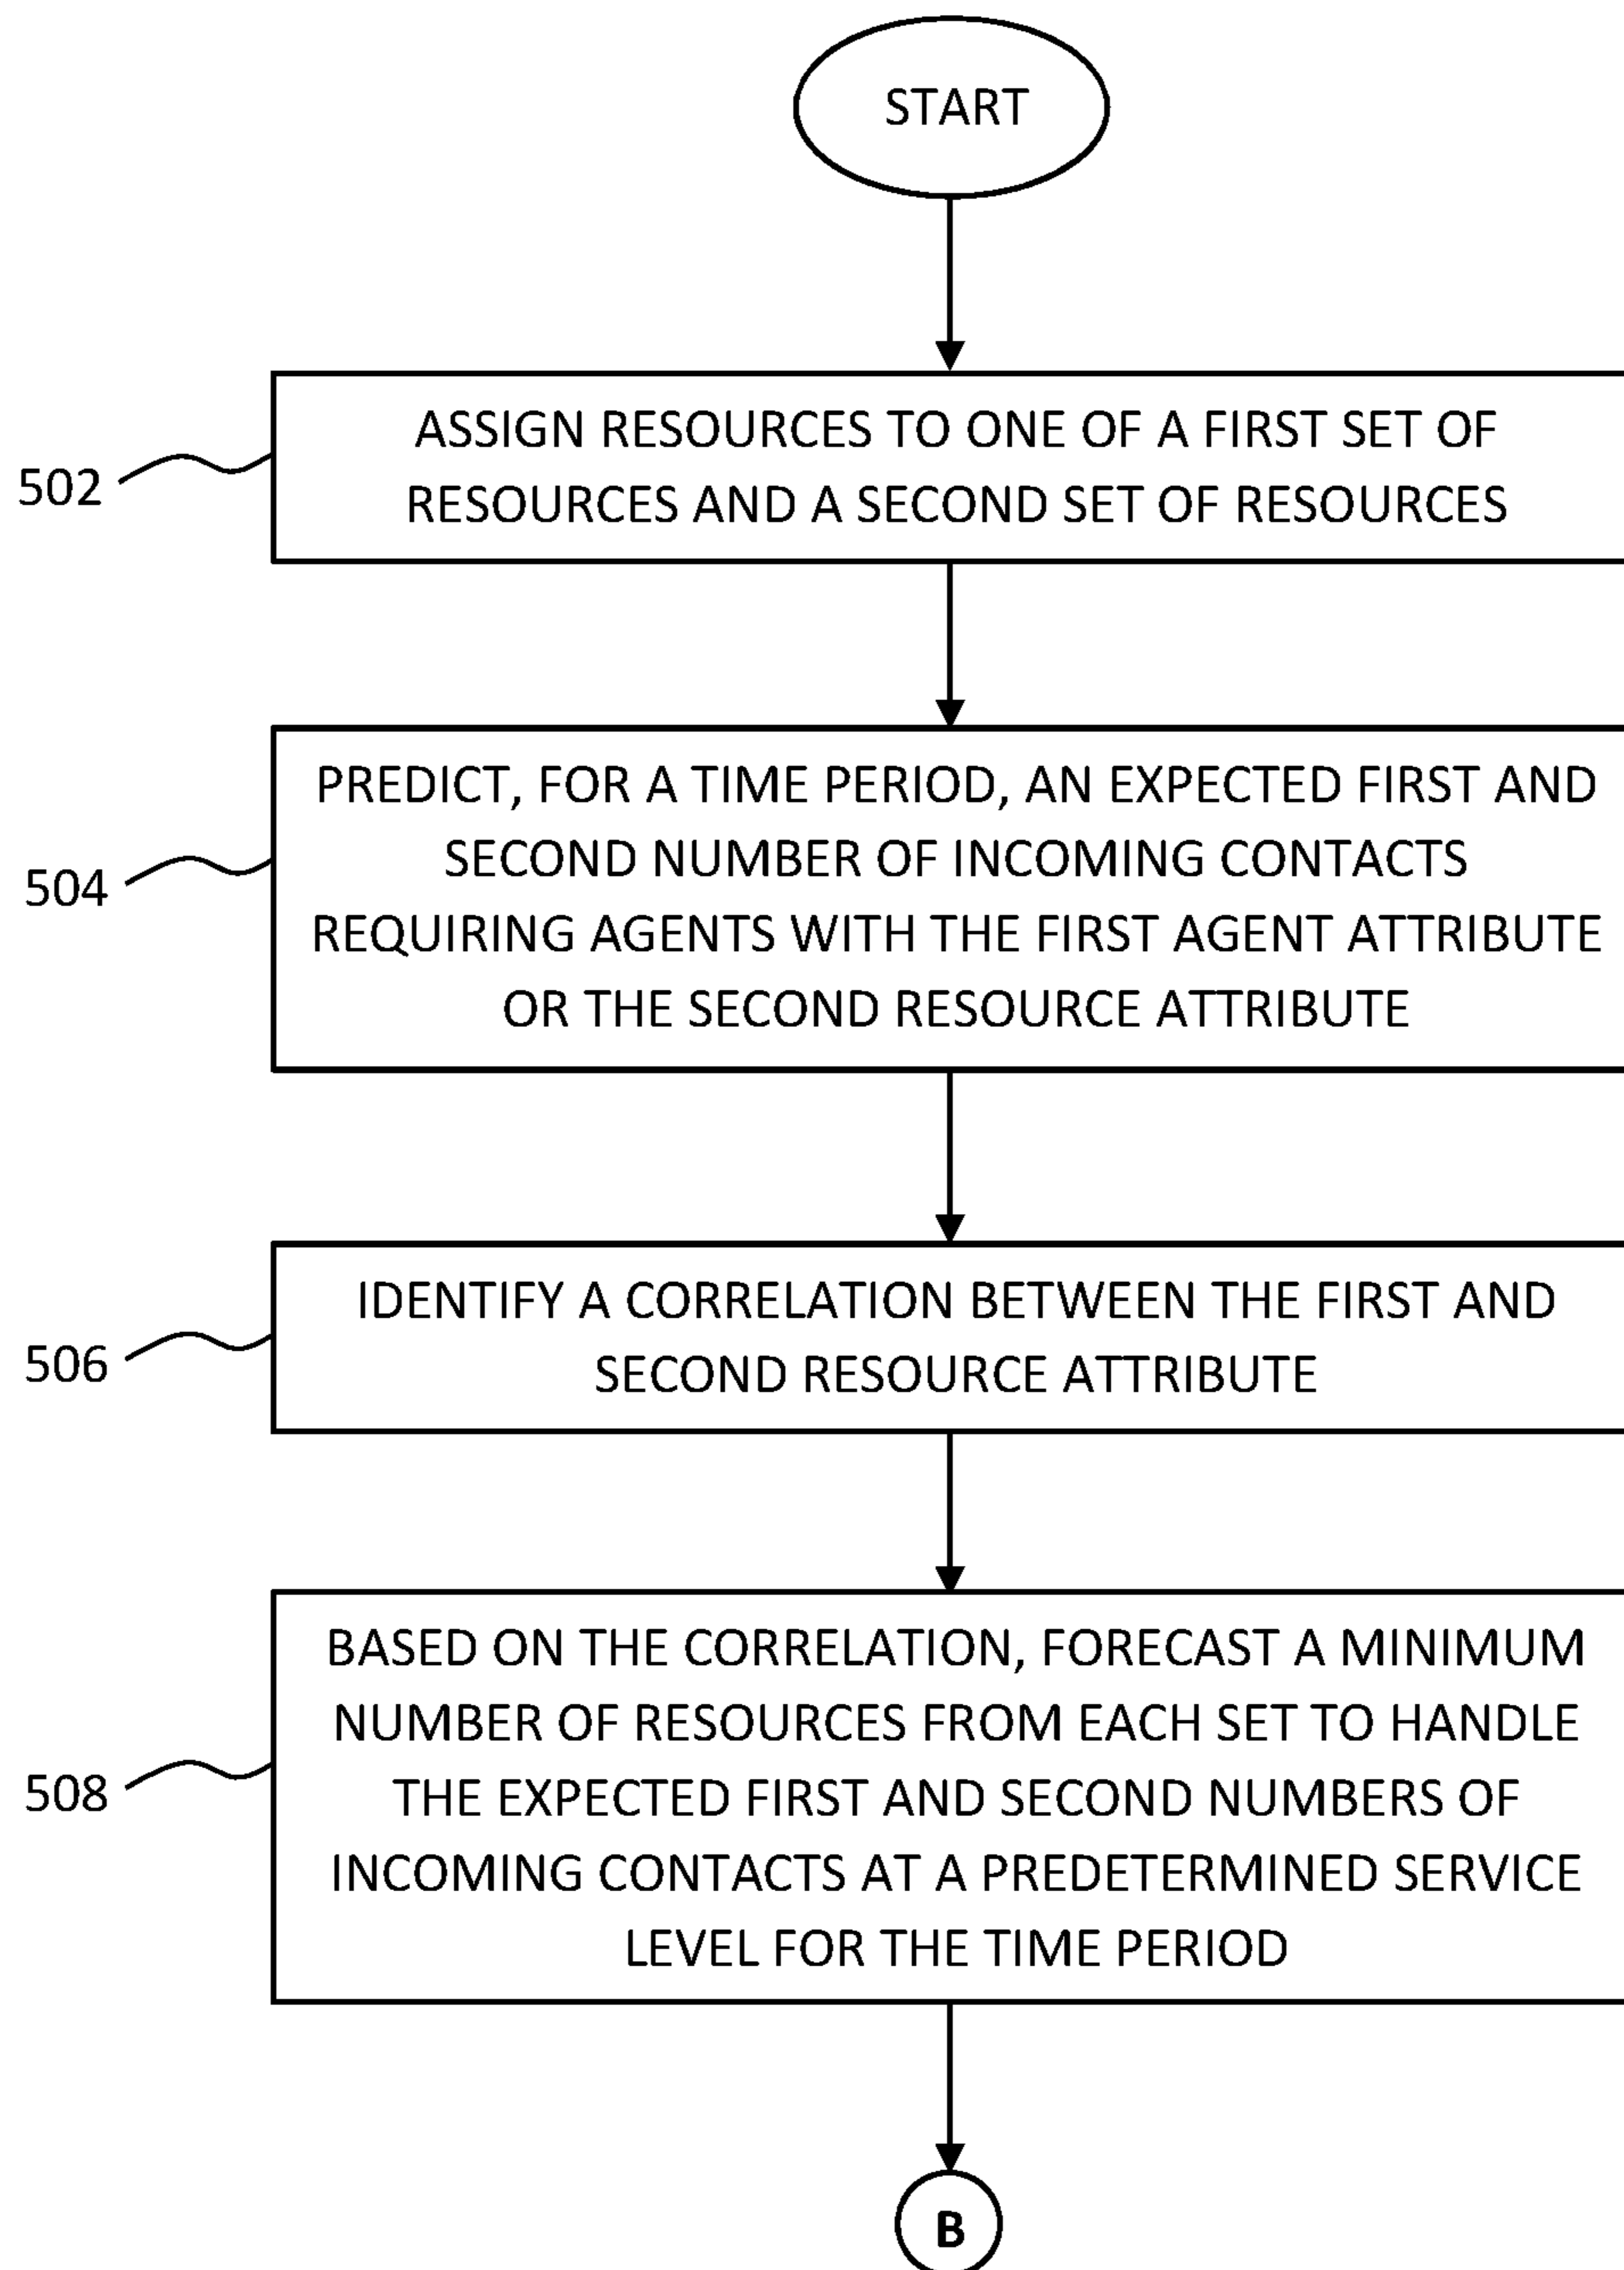 START
502
ASSIGN RESOURCES TO ONE OF A FIRST SET OF
RESOURCES AND A SECOND SET OF RESOURCES
504
PREDICT, FOR A TIME PERIOD, AN EXPECTED FIRST AND
SECOND NUMBER OF INCOMING CONTACTS
REQUIRING AGENTS WITH THE FIRST AGENT ATTRIBUTE
OR THE SECOND RESOURCE ATTRIBUTE
506
IDENTIFY A CORRELATION BETWEEN THE FIRST AND
SECOND RESOURCE ATTRIBUTE
508
BASED ON THE CORRELATION, FORECAST A MINIMUM
NUMBER OF RESOURCES FROM EACH SET TO HANDLE
THE EXPECTED FIRST AND SECOND NUMBERS OF
INCOMING CONTACTS AT A PREDETERMINED SERVICE
LEVEL FOR THE TIME PERIOD
B